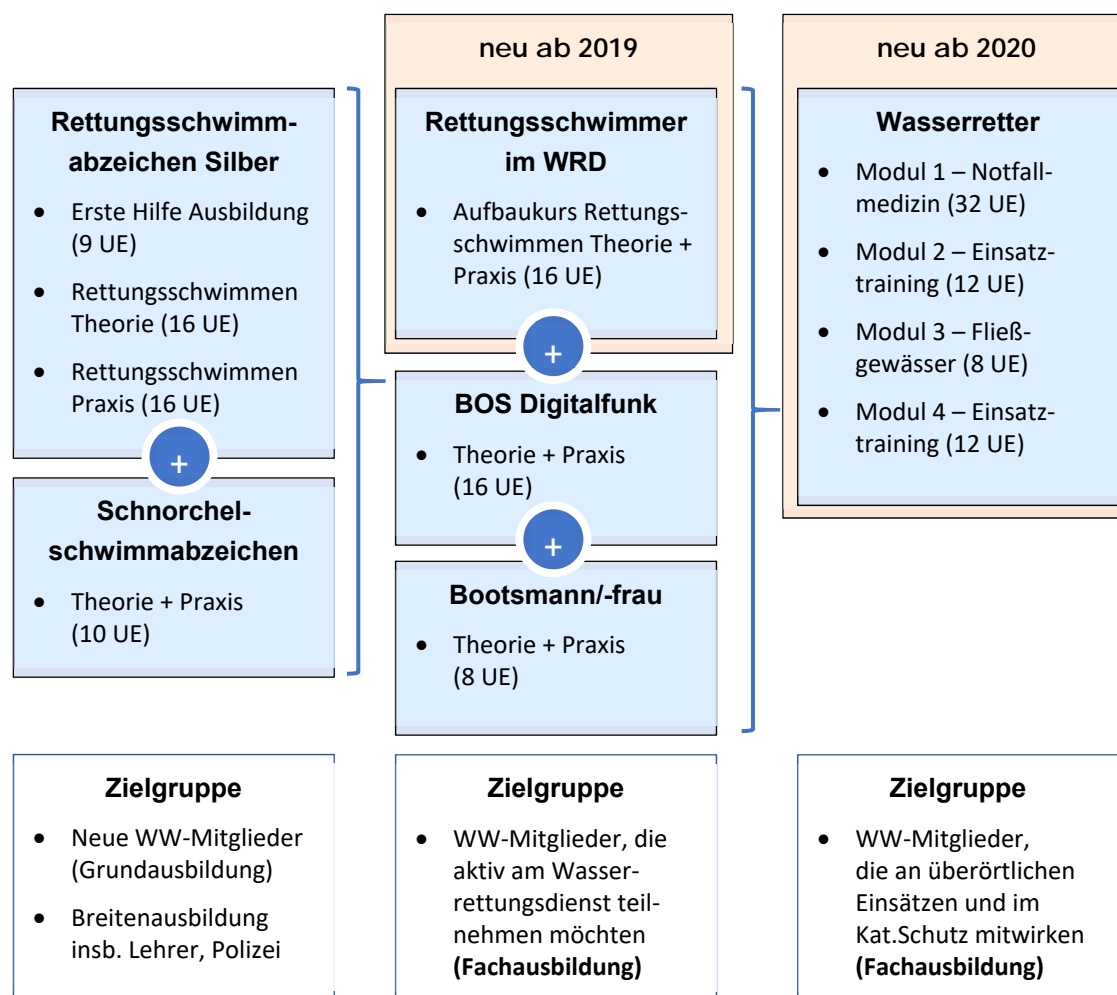 neu ab 2019
neu ab 2020
Rettungsschwimm-
abzeichen Silber
• Erste Hilfe Ausbildung
(9 UE)
• Rettungsschwimmen
Theorie (16 UE)
• Rettungsschwimmen
Praxis (16 UE)
+
Schnorchel-
schwimmabzeichen
• Theorie + Praxis
(10 UE)
Rettungsschwimmer
im WRD
• Aufbaukurs Rettungs-
schwimmen Theorie +
Praxis (16 UE)
+
BOS Digitalfunk
• Theorie + Praxis
(16 UE)
+
Bootsmann/-frau
• Theorie + Praxis
(8 UE)
Wasserretter
• Modul 1 – Notfall-
medizin (32 UE)
• Modul 2 – Einsatz-
training (12 UE)
• Modul 3 – Fließ-
gewässer (8 UE)
• Modul 4 – Einsatz-
training (12 UE)
Zielgruppe
• Neue WW-Mitglieder
(Grundausbildung)
• Breitenausbildung
insb. Lehrer, Polizei
Zielgruppe
• WW-Mitglieder, die
aktiv am Wasser-
rettungsdienst teil-
nehmen möchten
(Fachausbildung)
Zielgruppe
• WW-Mitglieder,
die an überörtlichen
Einsätzen und im
Kat.Schutz mitwirken
(Fachausbildung)